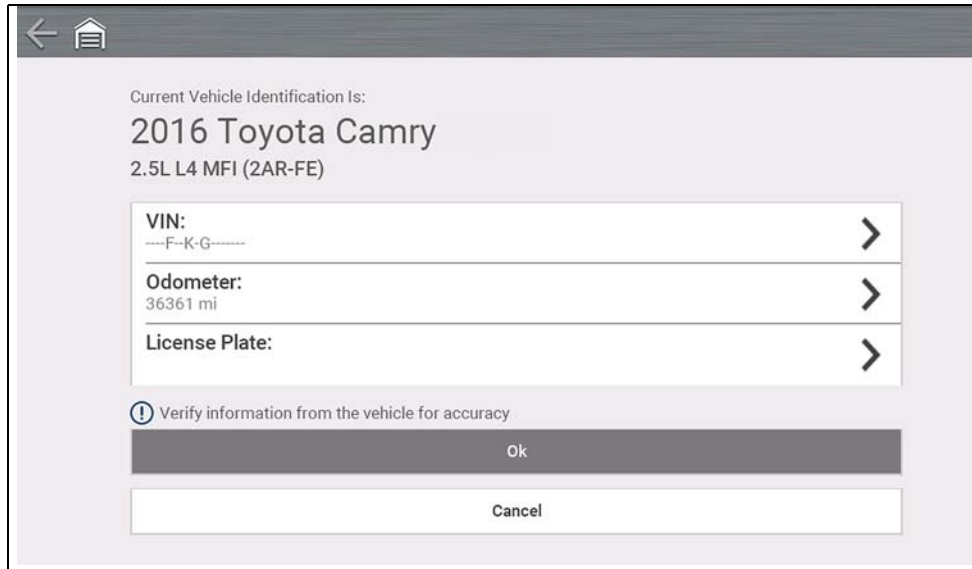 Current Vehicle Identification Is:
2016 Toyota Camry
2.5L L4 MFI (2AR-FE)
VIN:
----F--K-G-------
Odometer:
36361 mi
License Plate:
Verify information from the vehicle for accuracy
Ok
Cancel